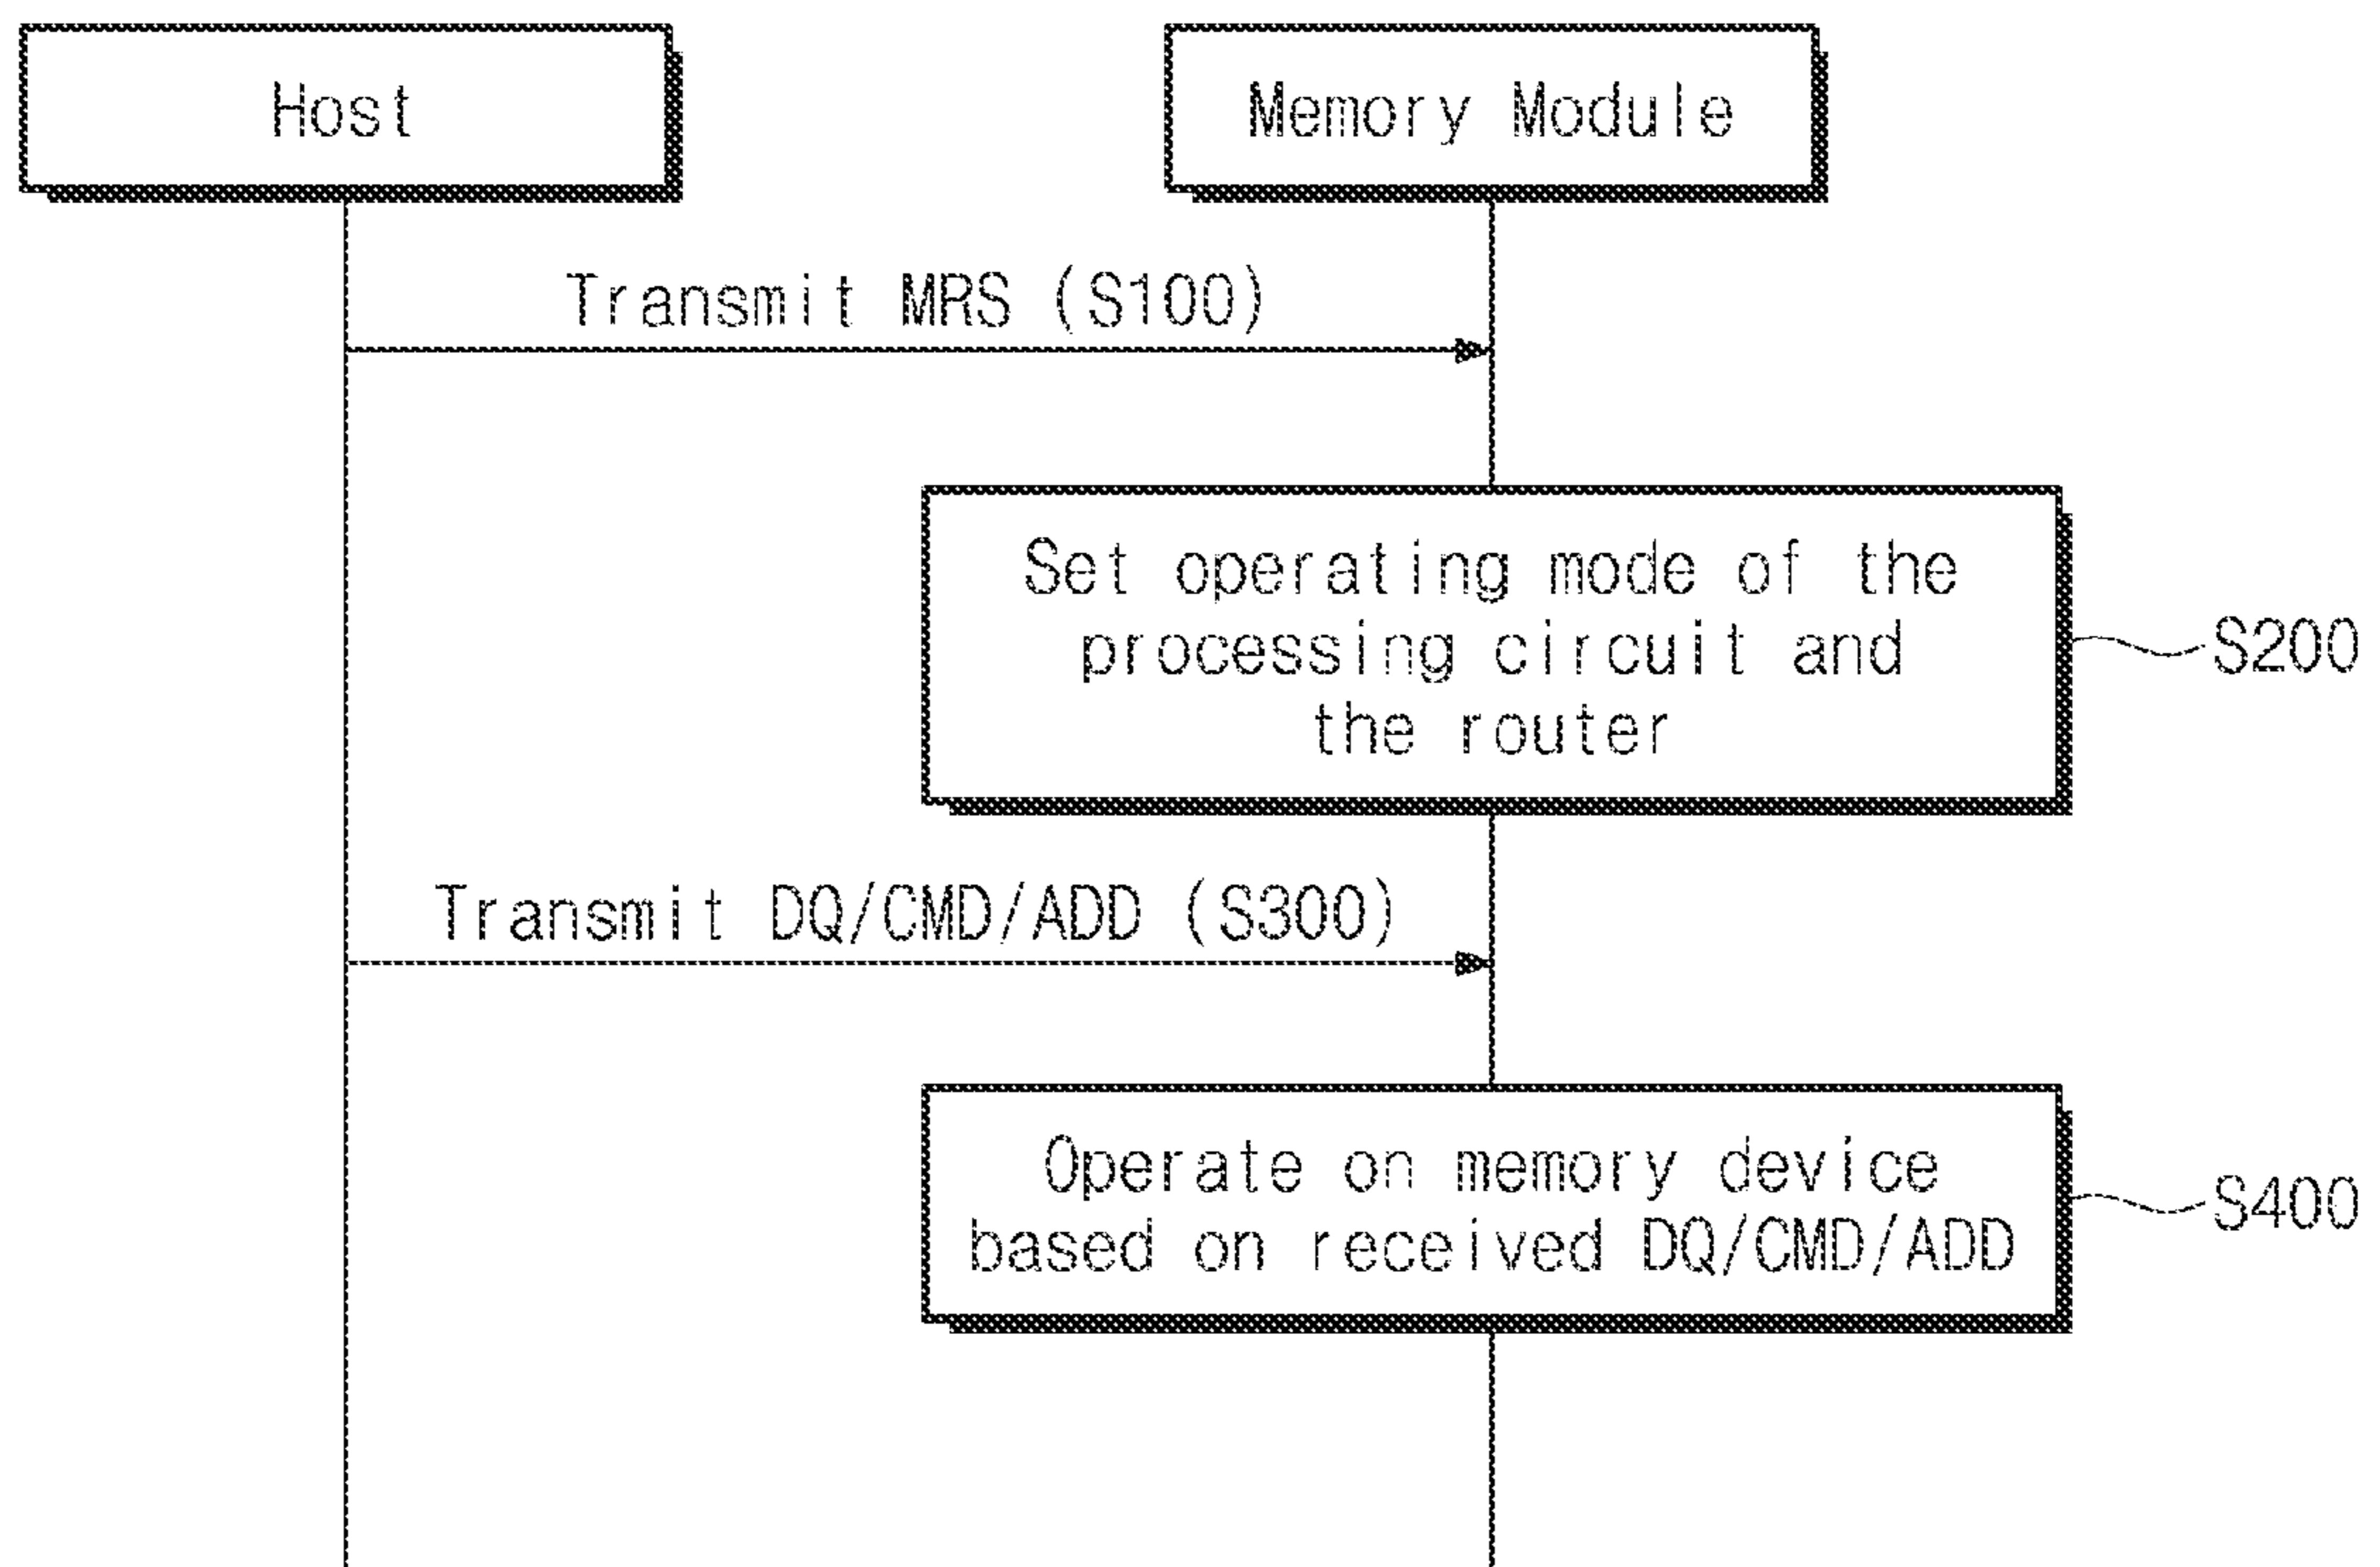 Host
Memory Module
Transmit MRS (S100)
Set operating mode of the
processing circuit and
the router
S200
Transmit DQ/CMD/ADD (S300)
Operate on memory device
based on received DQ/CMD/ADD
S400